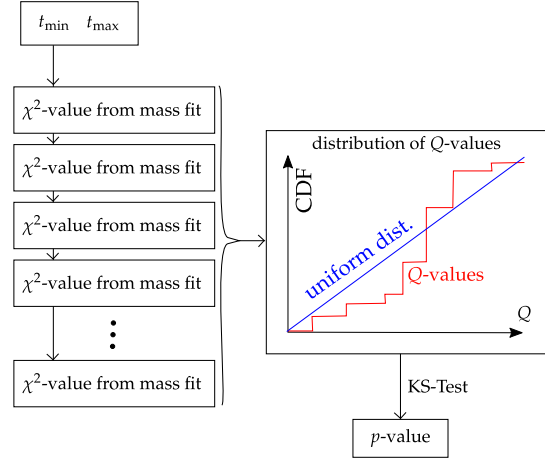 t_min t_max
χ²-value from mass fit
χ²-value from mass fit
χ²-value from mass fit
χ²-value from mass fit
χ²-value from mass fit
distribution of Q-values
CDF
uniform dist.
Q-values
Q
KS-Test
p-value